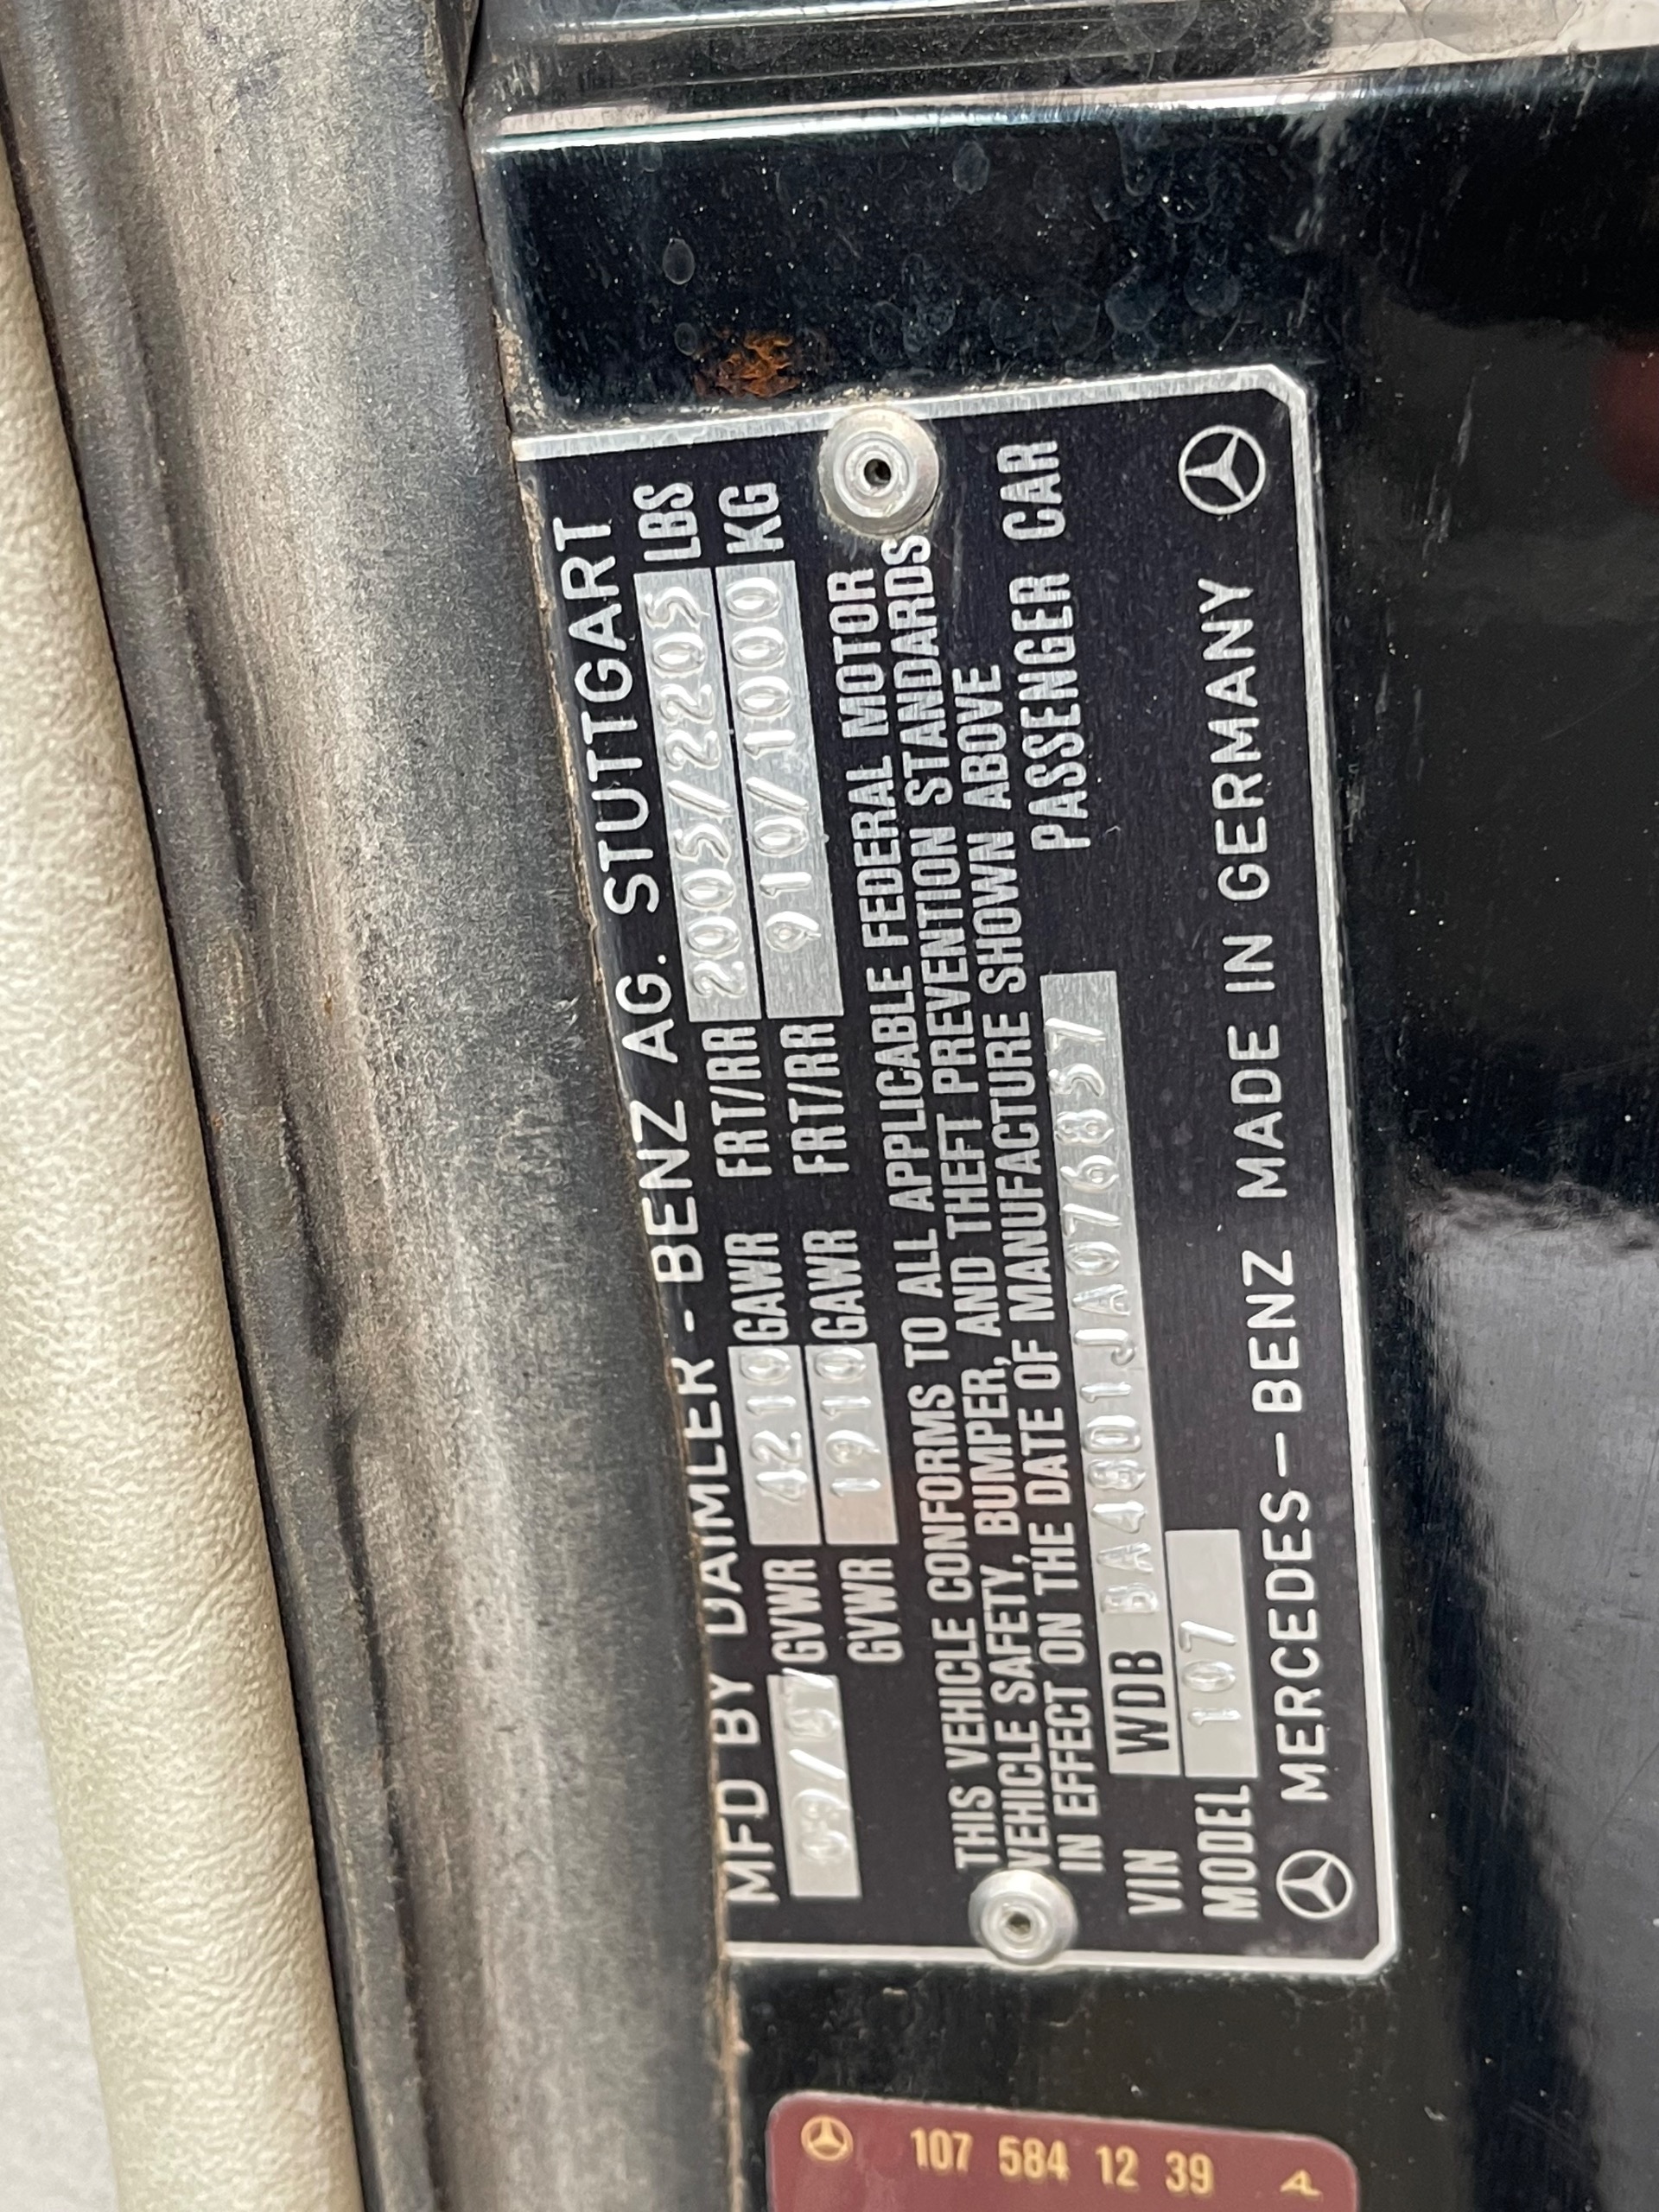 MFD BY DAIMLER-BENZ AG. STUTTGART
GVWR 4210 GAWR FRT/RR 2005/2205 LBS
GVWR 1910 GAWR FRT/RR 910/1000 KG
THIS VEHICLE CONFORMS TO ALL APPLICABLE FEDERAL MOTOR
VEHICLE SAFETY, BUMPER, AND THEFT PREVENTION STANDARDS
IN EFFECT ON THE DATE OF MANUFACTURE SHOWN ABOVE
VIN WDB BA48D1JA076857 PASSENGER CAR
MODEL 107
MERCEDES-BENZ MADE IN GERMANY
107 584 12 39 A